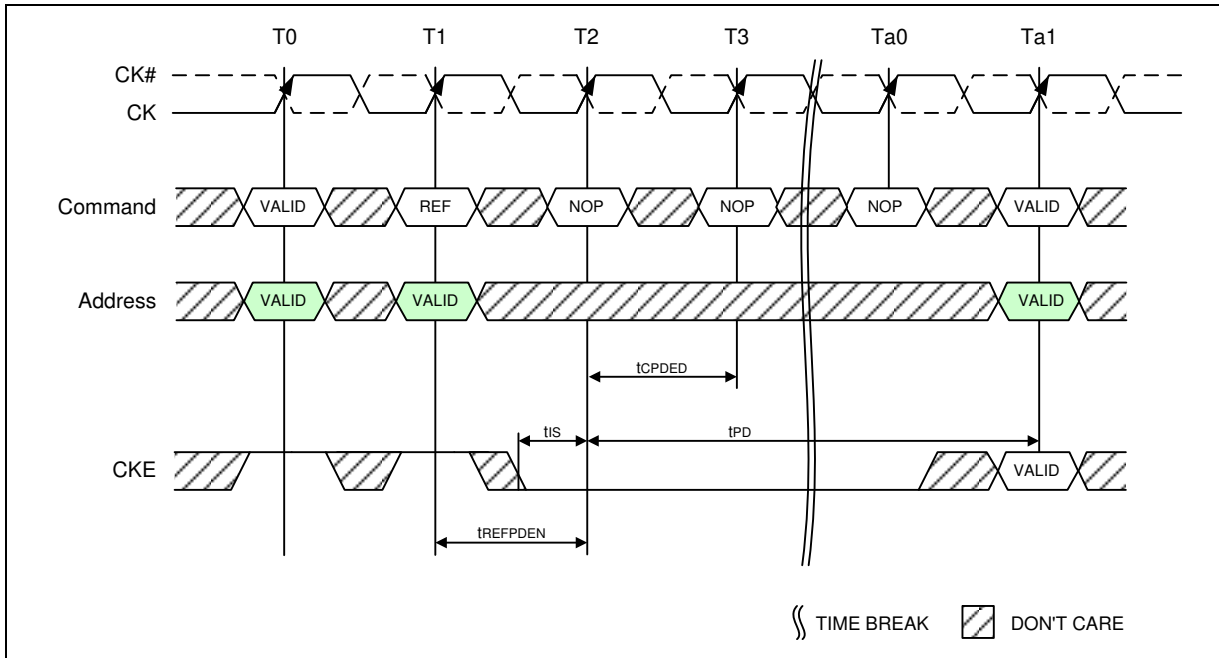 T0 T1 T2 T3 Ta0 Ta1
CK#
CK
Command VALID REF NOP NOP NOP VALID
Address VALID VALID VALID
tCPDED
tIS tPD
CKE VALID
tREFPDEN
TIME BREAK DON'T CARE